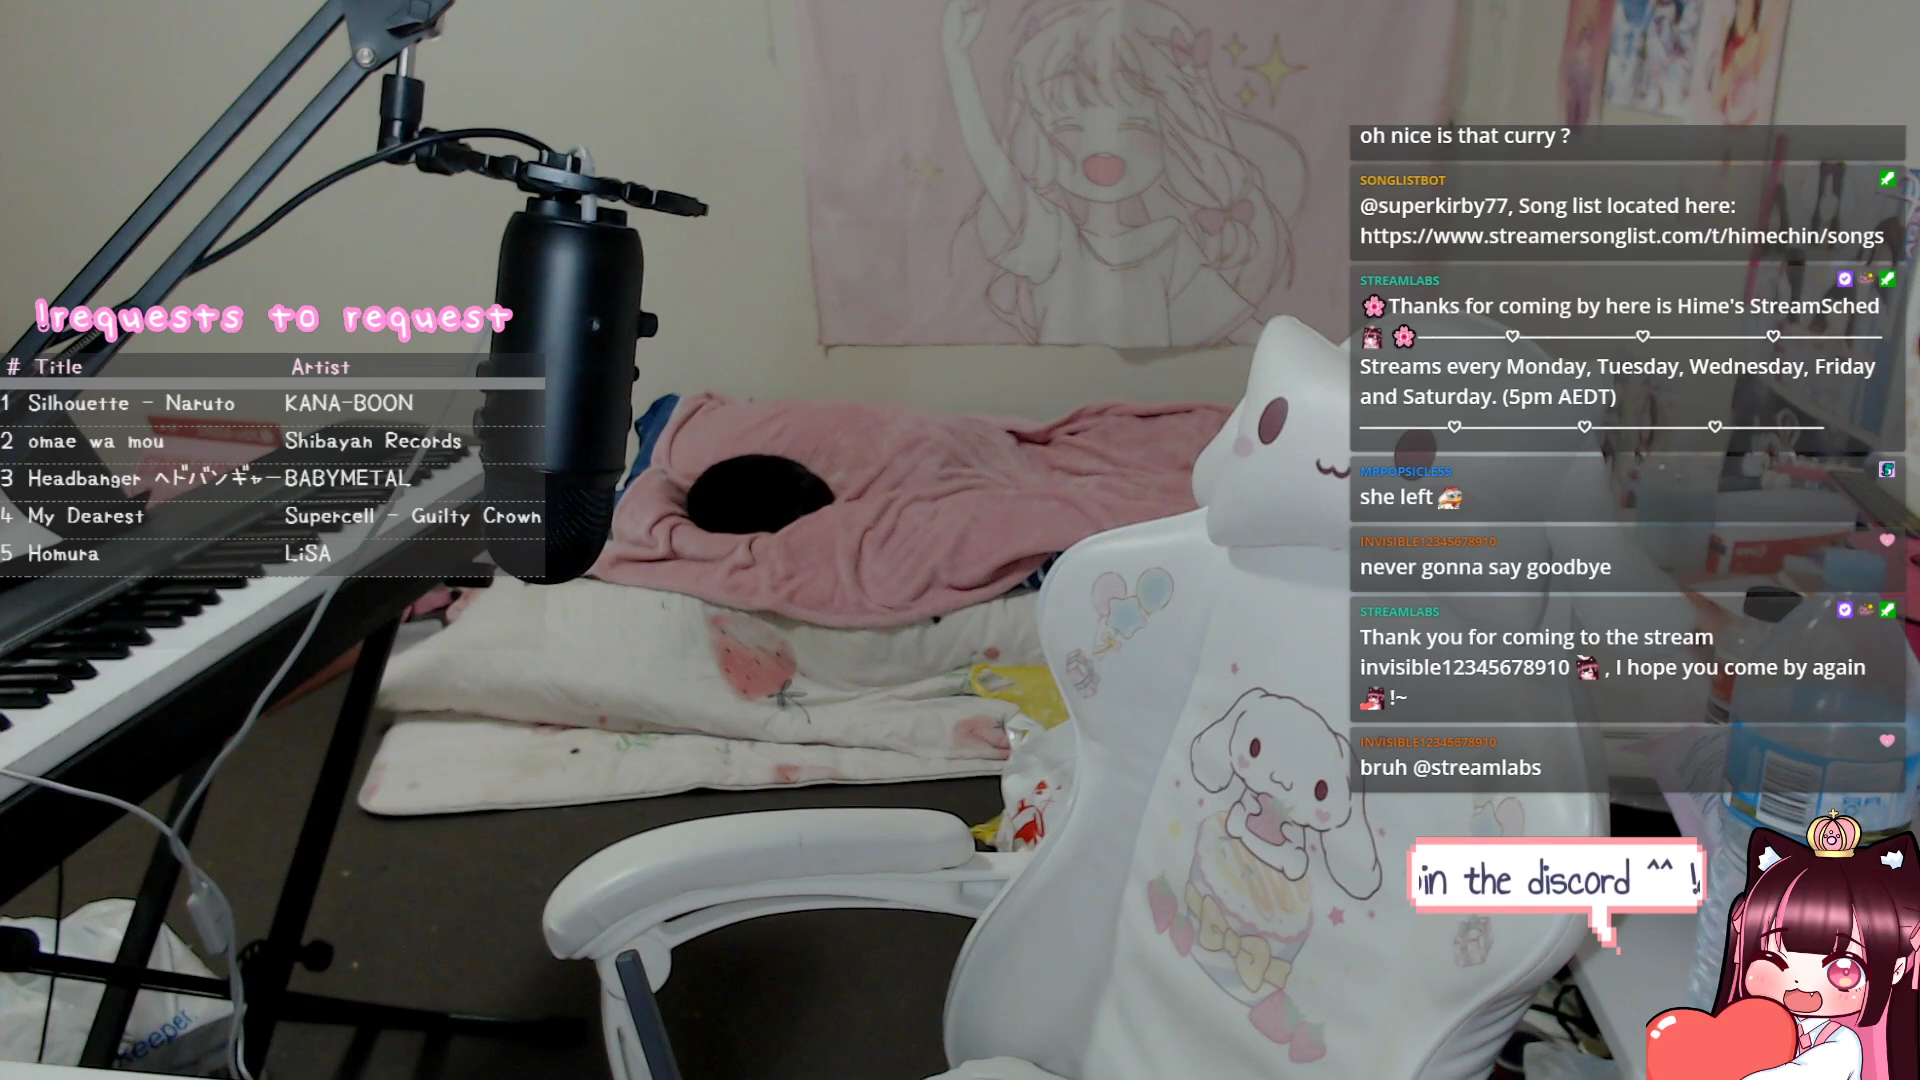 !requests to request
# Title Artist
1 Silhouette - Naruto KANA-BOON
2 omae wa mou Shibayan Records
3 Headbanger ヘドバンギャー BABYMETAL
4 My Dearest Supercell - Guilty Crown
5 Homura LiSA
oh nice is that curry ?
SONGLISTBOT
@superkirby77, Song list located here:
https://www.streamersonglist.com/t/himechin/songs
STREAMLABS
Thanks for coming by here is Hime's StreamSched
Streams every Monday, Tuesday, Wednesday, Friday
and Saturday. (5pm AEDT)
MRPOPSICLE55
she left
INVISIBLE12345678910
never gonna say goodbye
STREAMLABS
Thank you for coming to the stream
invisible12345678910 , I hope you come by again
!~
INVISIBLE12345678910
bruh @streamlabs
in the discord ^^ !
keeper